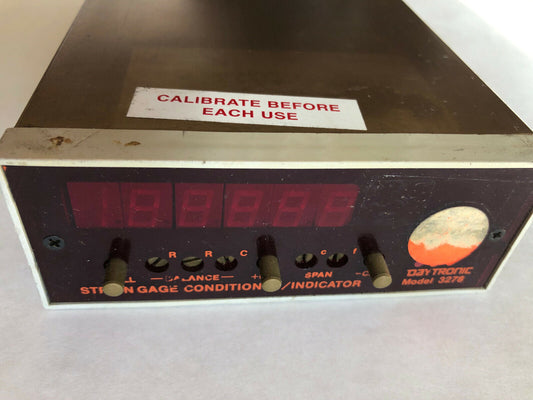 CALIBRATE BEFORE
EACH USE
R R C C F
BALANCE SPAN
STRAIN GAGE CONDITIONER/INDICATOR
DAYTRONIC
Model 3278